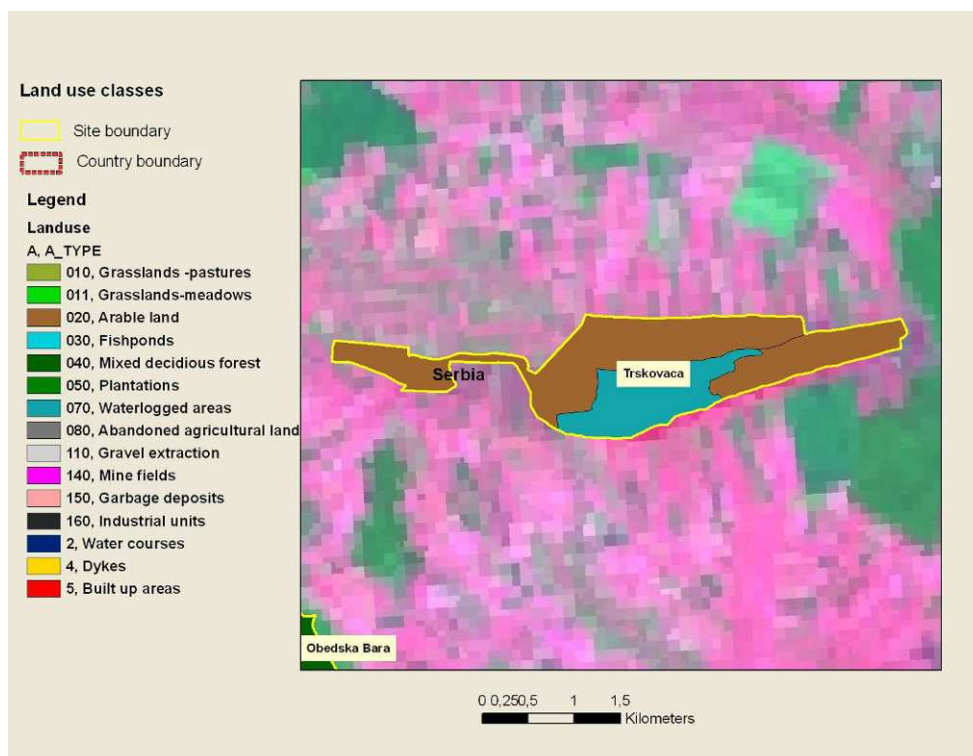 Land use classes
Site boundary
Country boundary
Legend
Landuse
A, A_TYPE
010, Grasslands -pastures
011, Grasslands-meadows
020, Arable land
030, Fishponds
040, Mixed decidious forest
050, Plantations
070, Waterlogged areas
080, Abandoned agricultural land
110, Gravel extraction
140, Mine fields
150, Garbage deposits
160, Industrial units
2, Water courses
4, Dykes
5, Built up areas
Trskovaca
Serbia
Obedska Bara
0 0,250,5 1 1,5
Kilometers